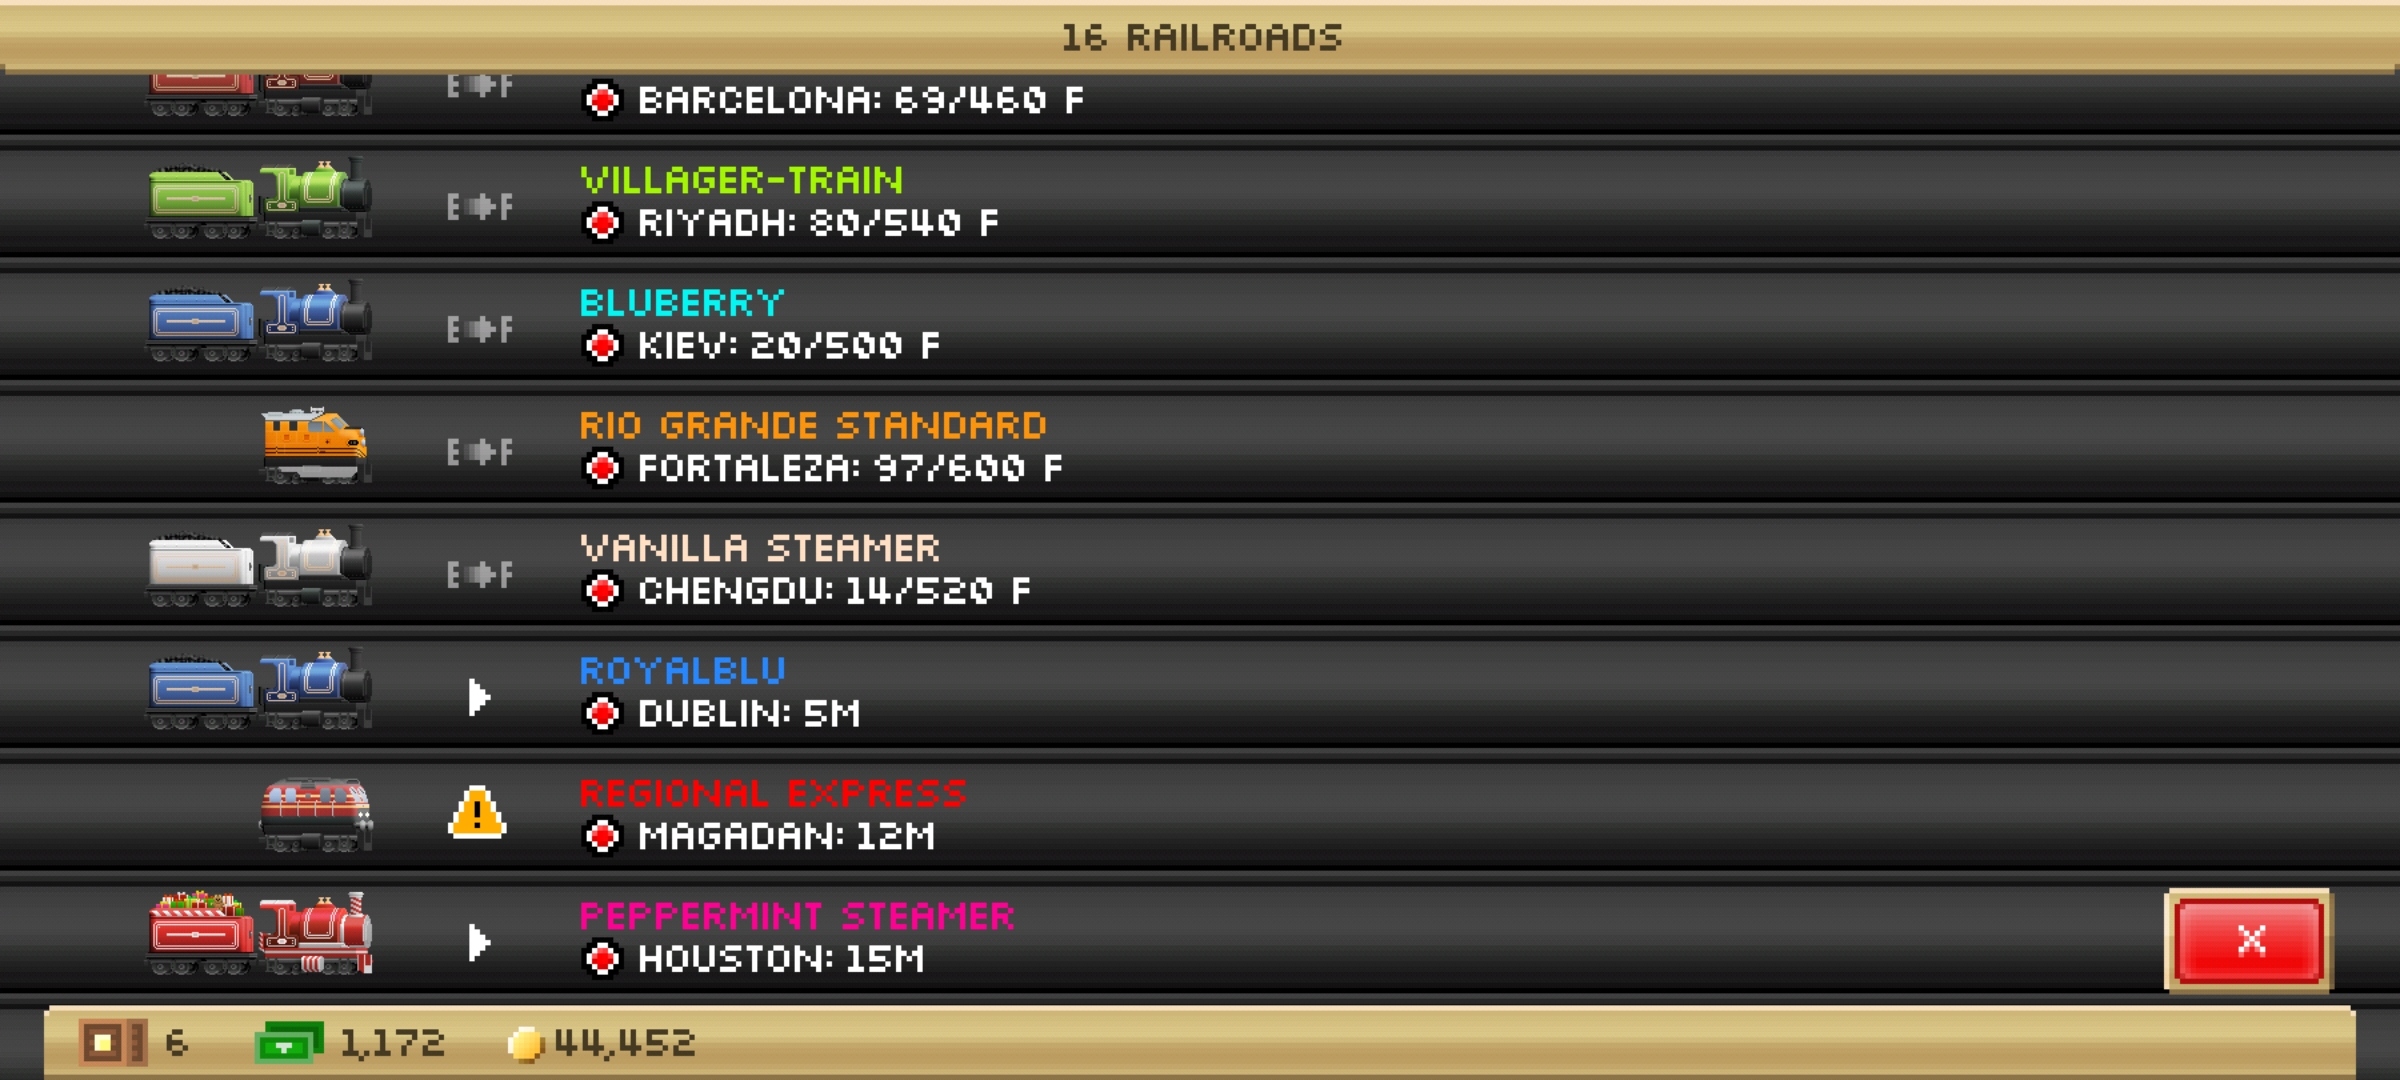 16 RAILROADS
E F
BARCELONA: 69/460 F
VILLAGER-TRAIN
E F
RIYADH: 80/540 F
BLUBERRY
E F
KIEV: 20/500 F
RIO GRANDE STANDARD
E F
FORTALEZA: 97/600 F
VANILLA STEAMER
E F
CHENGDU: 14/520 F
ROYALBLU
DUBLIN: 5M
REGIONAL EXPRESS
!
MAGADAN: 12M
PEPPERMINT STEAMER
HOUSTON: 15M
X
6 1,172 44,452